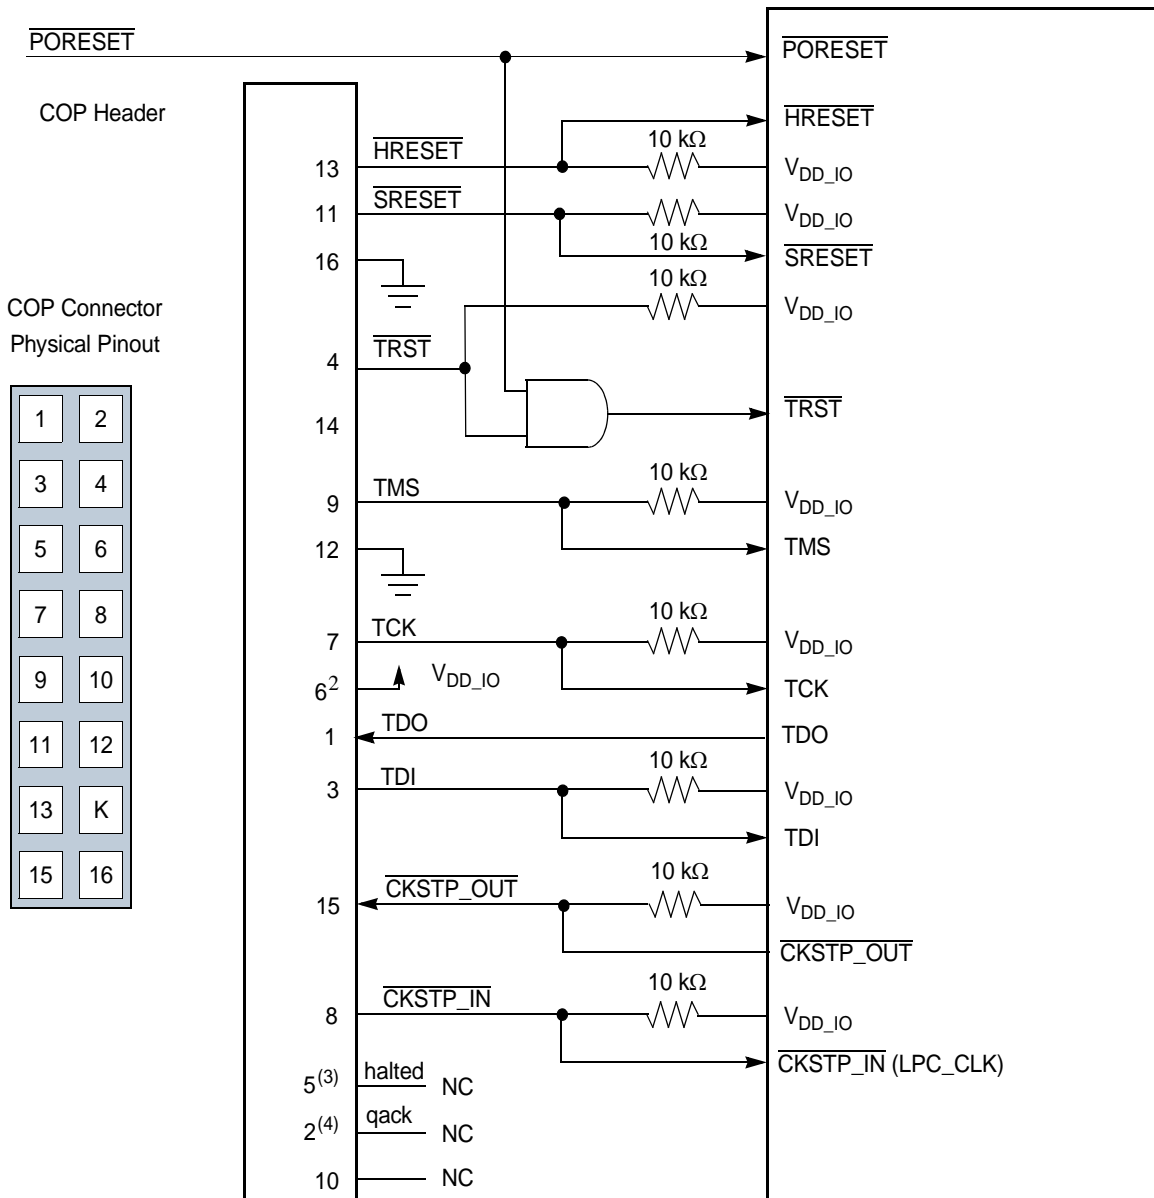 PORESET
PORESET
COP Header
HRESET
10 kΩ
13
HRESET
VDD_IO
11
SRESET
VDD_IO
10 kΩ
SRESET
16
10 kΩ
VDD_IO
COP Connector
Physical Pinout
4
TRST
TRST
14
1 2
3 4
5 6
7 8
9 10
11 12
13 K
15 16
10 kΩ
9
TMS
VDD_IO
12
TMS
10 kΩ
7
TCK
VDD_IO
6²
VDD_IO
TCK
1
TDO
TDO
10 kΩ
3
TDI
VDD_IO
TDI
10 kΩ
15
CKSTP_OUT
VDD_IO
CKSTP_OUT
10 kΩ
8
CKSTP_IN
VDD_IO
CKSTP_IN (LPC_CLK)
5(3)
halted
NC
2(4)
qack
NC
10
NC